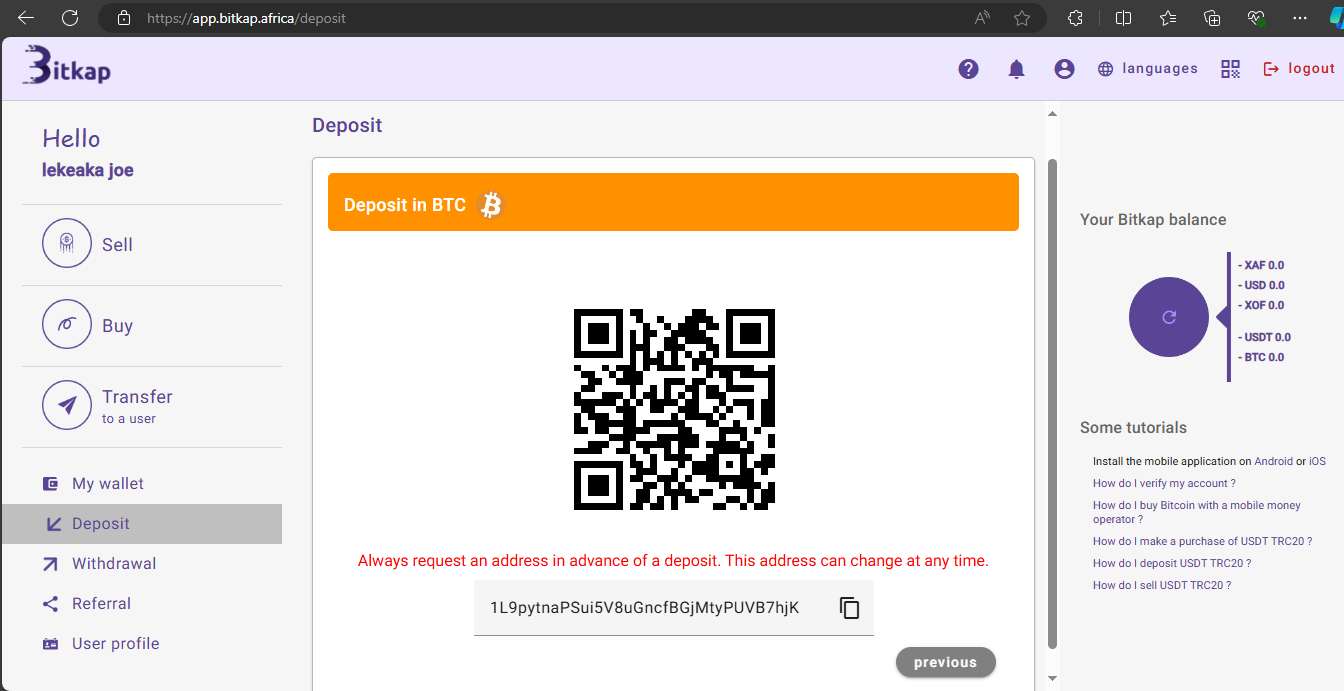 https://app.bitkap.africa/deposit
Bitkap
languages
logout
Hello
lekeaka joe
Sell
Buy
Transfer
to a user
My wallet
Deposit
Withdrawal
Referral
User profile
Deposit
Deposit in BTC
Always request an address in advance of a deposit. This address can change at any time.
1L9pytnaPSui5V8uGncfBGjMtyPUVB7hjK
previous
Your Bitkap balance
- XAF 0.0
- USD 0.0
- XOF 0.0
- USDT 0.0
- BTC 0.0
Some tutorials
Install the mobile application on Android or iOS
How do I verify my account ?
How do I buy Bitcoin with a mobile money
operator ?
How do I make a purchase of USDT TRC20 ?
How do I deposit USDT TRC20 ?
How do I sell USDT TRC20 ?